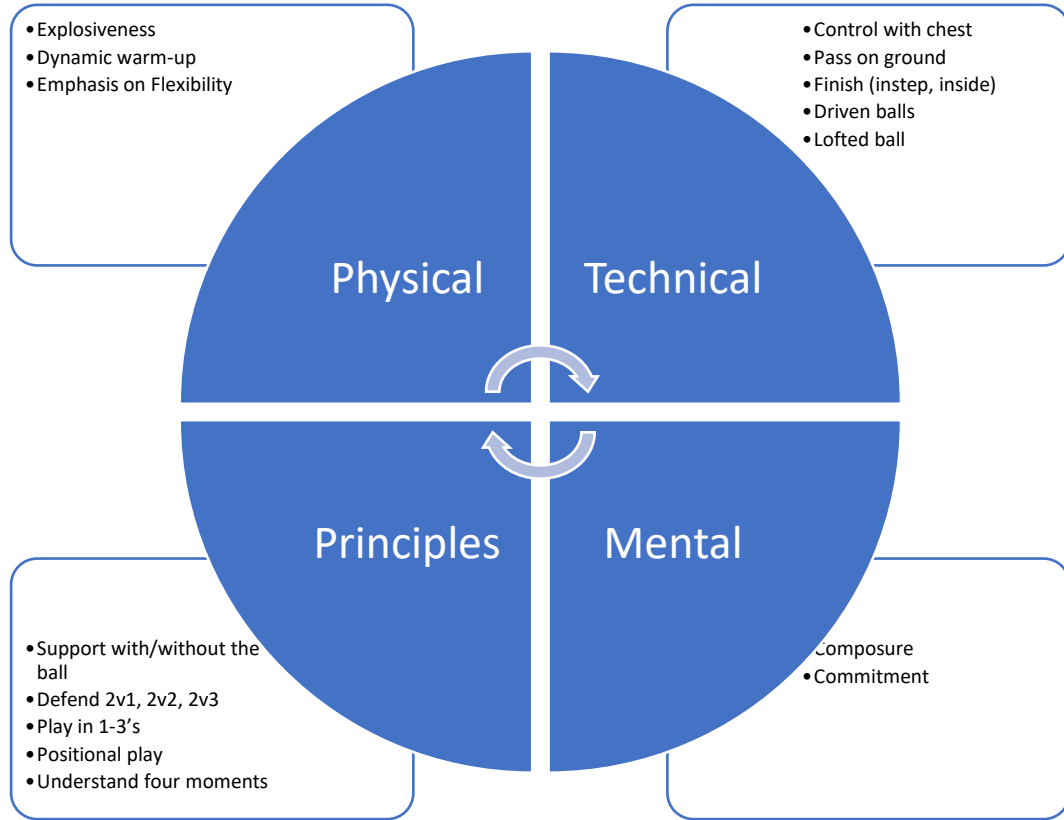 •Explosiveness
•Dynamic warm-up
•Emphasis on Flexibility
•Control with chest
•Pass on ground
•Finish (instep, inside)
•Driven balls
•Lofted ball
Physical
Technical
Principles
Mental
•Support with/without the
ball
•Defend 2v1, 2v2, 2v3
•Play in 1-3’s
•Positional play
•Understand four moments
Composure
•Commitment